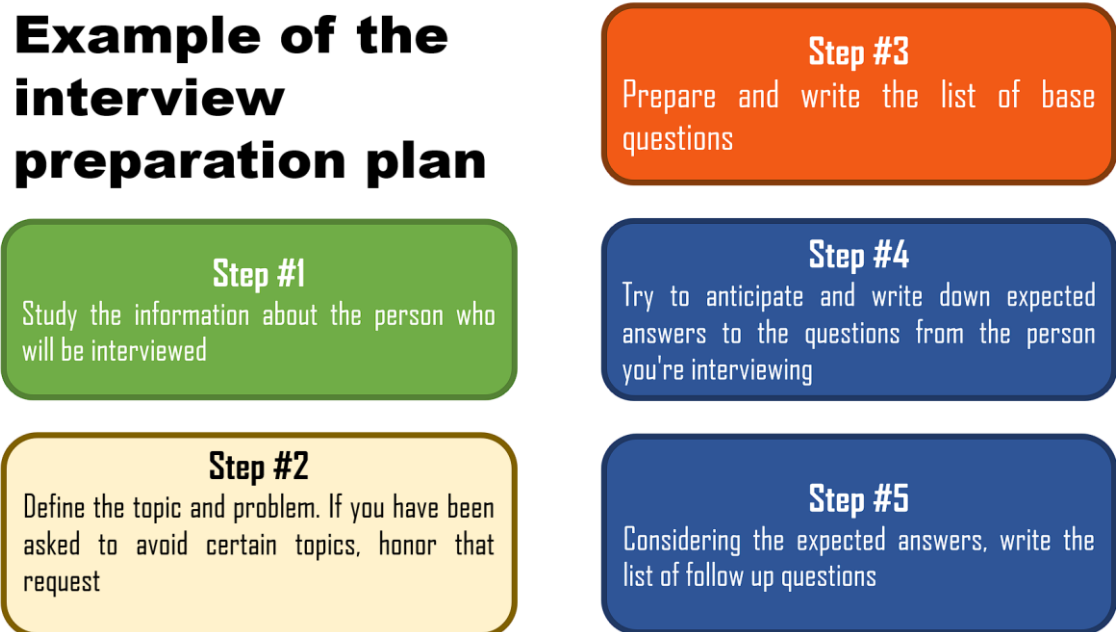 Example of the
interview
preparation plan
Step #1
Study the information about the person who
will be interviewed
Step #2
Define the topic and problem. If you have been
asked to avoid certain topics, honor that
request
Step #3
Prepare and write the list of base
questions
Step #4
Try to anticipate and write down expected
answers to the questions from the person
you're interviewing
Step #5
Considering the expected answers, write the
list of follow up questions